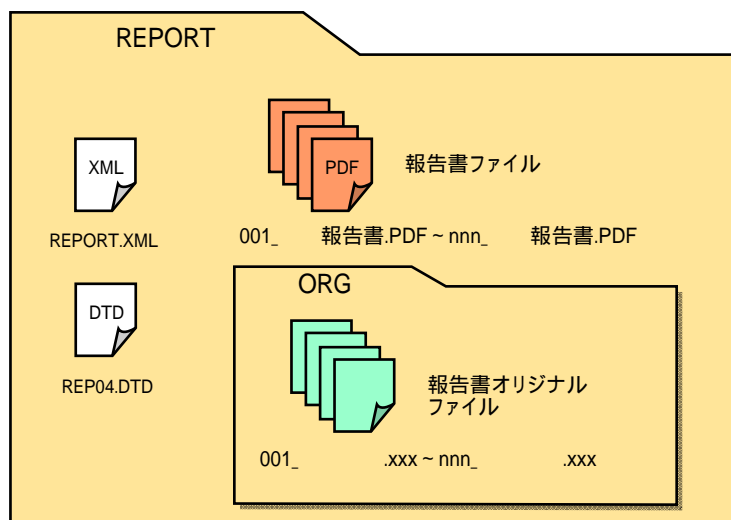 REPORT
XML
REPORT.XML
PDF
報告書ファイル
001_ 報告書.PDF ~ nnn_ 報告書.PDF
DTD
REP04.DTD
ORG
報告書オリジナル
ファイル
001_ .xxx ~ nnn_ .xxx